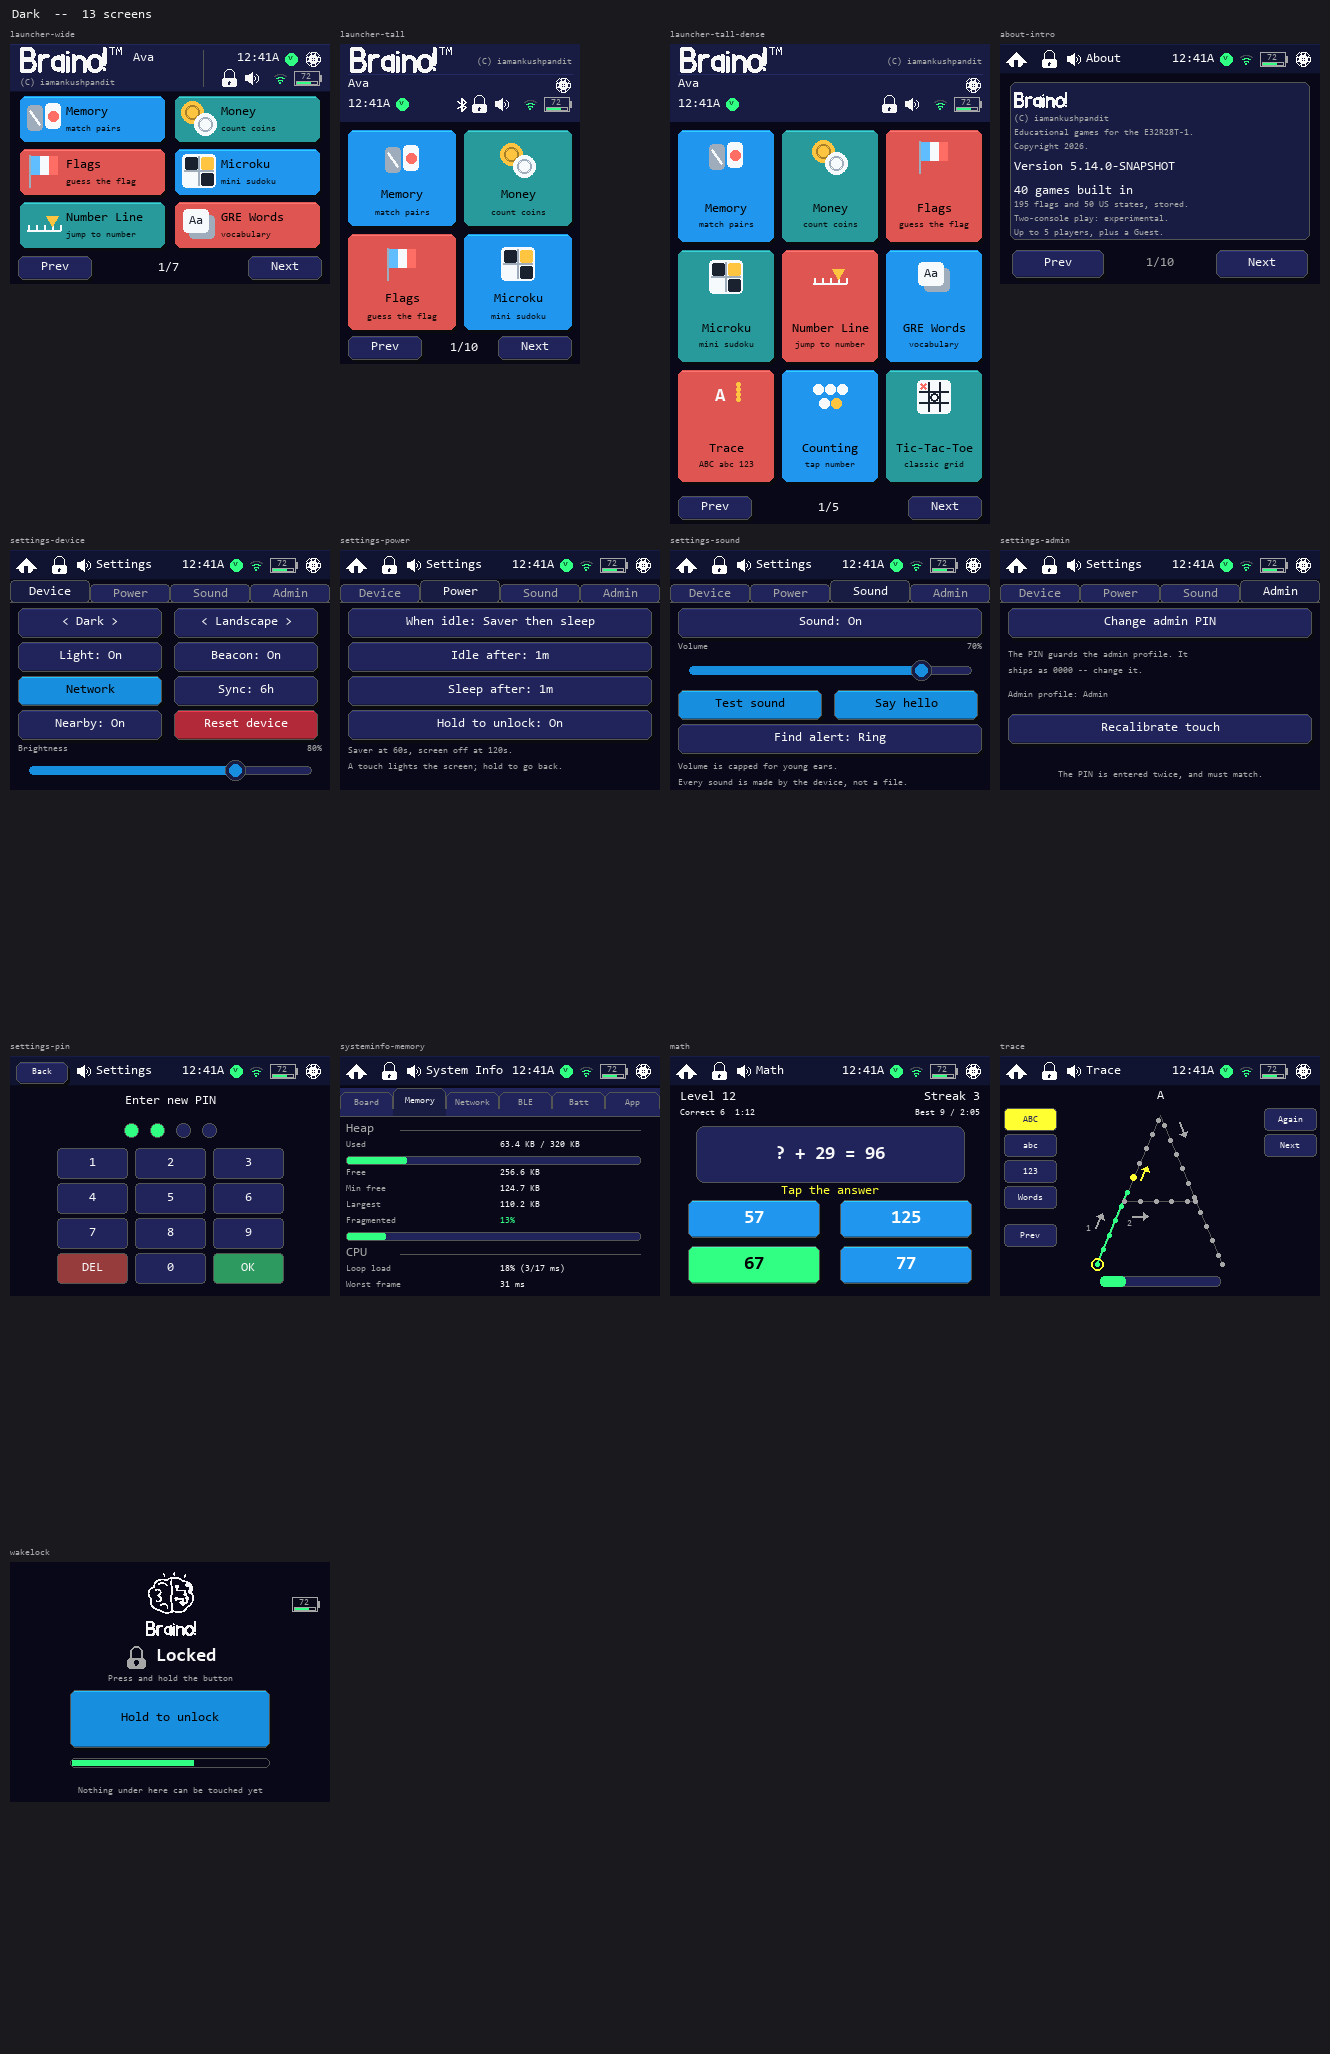 Dark -- 13 screens
launcher-wide
Braino!™ Ava 12:41A V
(C) iamankushpandit 72
Memory
match pairs
Money
count coins
Flags
guess the flag
Microku
mini sudoku
Number Line
jump to number
Aa
GRE Words
vocabulary
Prev 1/7 Next
launcher-tall
Braino!™ (C) iamankushpandit
Ava
12:41A V 72
Memory
match pairs
Money
count coins
Flags
guess the flag
Microku
mini sudoku
Prev 1/10 Next
launcher-tall-dense
Braino!™ (C) iamankushpandit
Ava
12:41A V 72
Memory
match pairs
Money
count coins
Flags
guess the flag
Microku
mini sudoku
Number Line
jump to number
Aa
GRE Words
vocabulary
A
Trace
ABC abc 123
Counting
tap number
Tic-Tac-Toe
classic grid
Prev 1/5 Next
about-intro
About 12:41A V 72
Braino!
(C) iamankushpandit
Educational games for the E32R28T-1.
Copyright 2026.
Version 5.14.0-SNAPSHOT
40 games built in
195 flags and 50 US states, stored.
Two-console play: experimental.
Up to 5 players, plus a Guest.
Prev 1/10 Next
settings-device
Settings 12:41A V 72
Device Power Sound Admin
< Dark > < Landscape >
Light: On Beacon: On
Network Sync: 6h
Nearby: On Reset device
Brightness 80%
settings-power
Settings 12:41A V 72
Device Power Sound Admin
When idle: Saver then sleep
Idle after: 1m
Sleep after: 1m
Hold to unlock: On
Saver at 60s, screen off at 120s.
A touch lights the screen; hold to go back.
settings-sound
Settings 12:41A V 72
Device Power Sound Admin
Sound: On
Volume 70%
Test sound Say hello
Find alert: Ring
Volume is capped for young ears.
Every sound is made by the device, not a file.
settings-admin
Settings 12:41A V 72
Device Power Sound Admin
Change admin PIN
The PIN guards the admin profile. It
ships as 0000 -- change it.
Admin profile: Admin
Recalibrate touch
The PIN is entered twice, and must match.
settings-pin
Back Settings 12:41A V 72
Enter new PIN
1 2 3
4 5 6
7 8 9
DEL 0 OK
systeminfo-memory
System Info 12:41A V 72
Board Memory Network BLE Batt App
Heap
Used 63.4 KB / 320 KB
Free 256.6 KB
Min free 124.7 KB
Largest 110.2 KB
Fragmented 13%
CPU
Loop load 18% (3/17 ms)
Worst frame 31 ms
math
Math 12:41A V 72
Level 12 Streak 3
Correct 6 1:12 Best 9 / 2:05
? + 29 = 96
Tap the answer
57 125
67 77
trace
Trace 12:41A V 72
A
ABC Again
abc Next
123
Words
Prev
1 2
wakelock
72
Braino!
Locked
Press and hold the button
Hold to unlock
Nothing under here can be touched yet